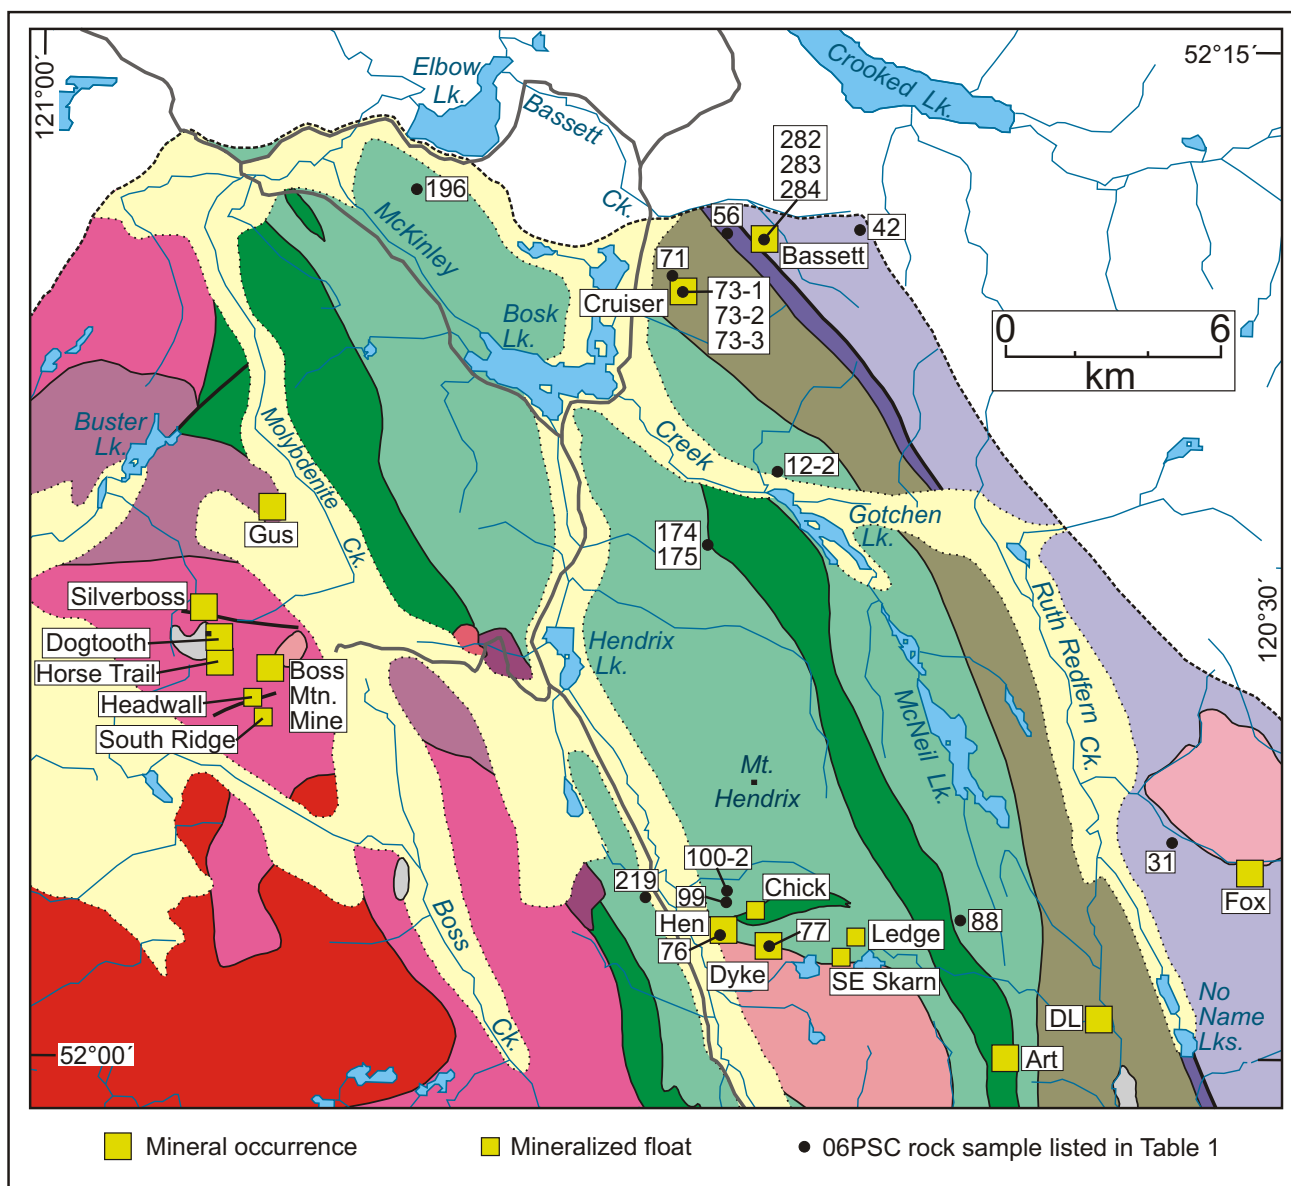 121°00´
52°15´
Elbow
Lk.
Bassett
Ck.
Crooked Lk.
282
283
284
196
56
42
Bassett
McKinley
71
Cruiser
73-1
73-2
73-3
Bosk
Lk.
0 6
km
Buster
Lk.
Molybdenite
Ck.
Creek
12-2
Gus
174
175
Gotchen
Lk.
Silverboss
Dogtooth
Horse Trail
Boss
Mtn.
Mine
Headwall
South Ridge
Hendrix
Lk.
Ruth Redfern Ck.
120°30´
McNeil Lk.
Mt.
Hendrix
100-2
99
Chick
219
31
Fox
Hen
76
77
Dyke
Ledge
SE Skarn
88
Boss
Ck.
No
Name
Lks.
DL
Art
52°00´
Mineral occurrence
Mineralized float
06PSC rock sample listed in Table 1